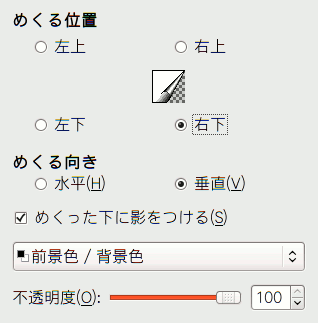 めくる位置
左上 右上
左下 右下
めくる向き
水平(H) 垂直(V)
めくった下に影をつける(S)
前景色 / 背景色
不透明度(O): 100